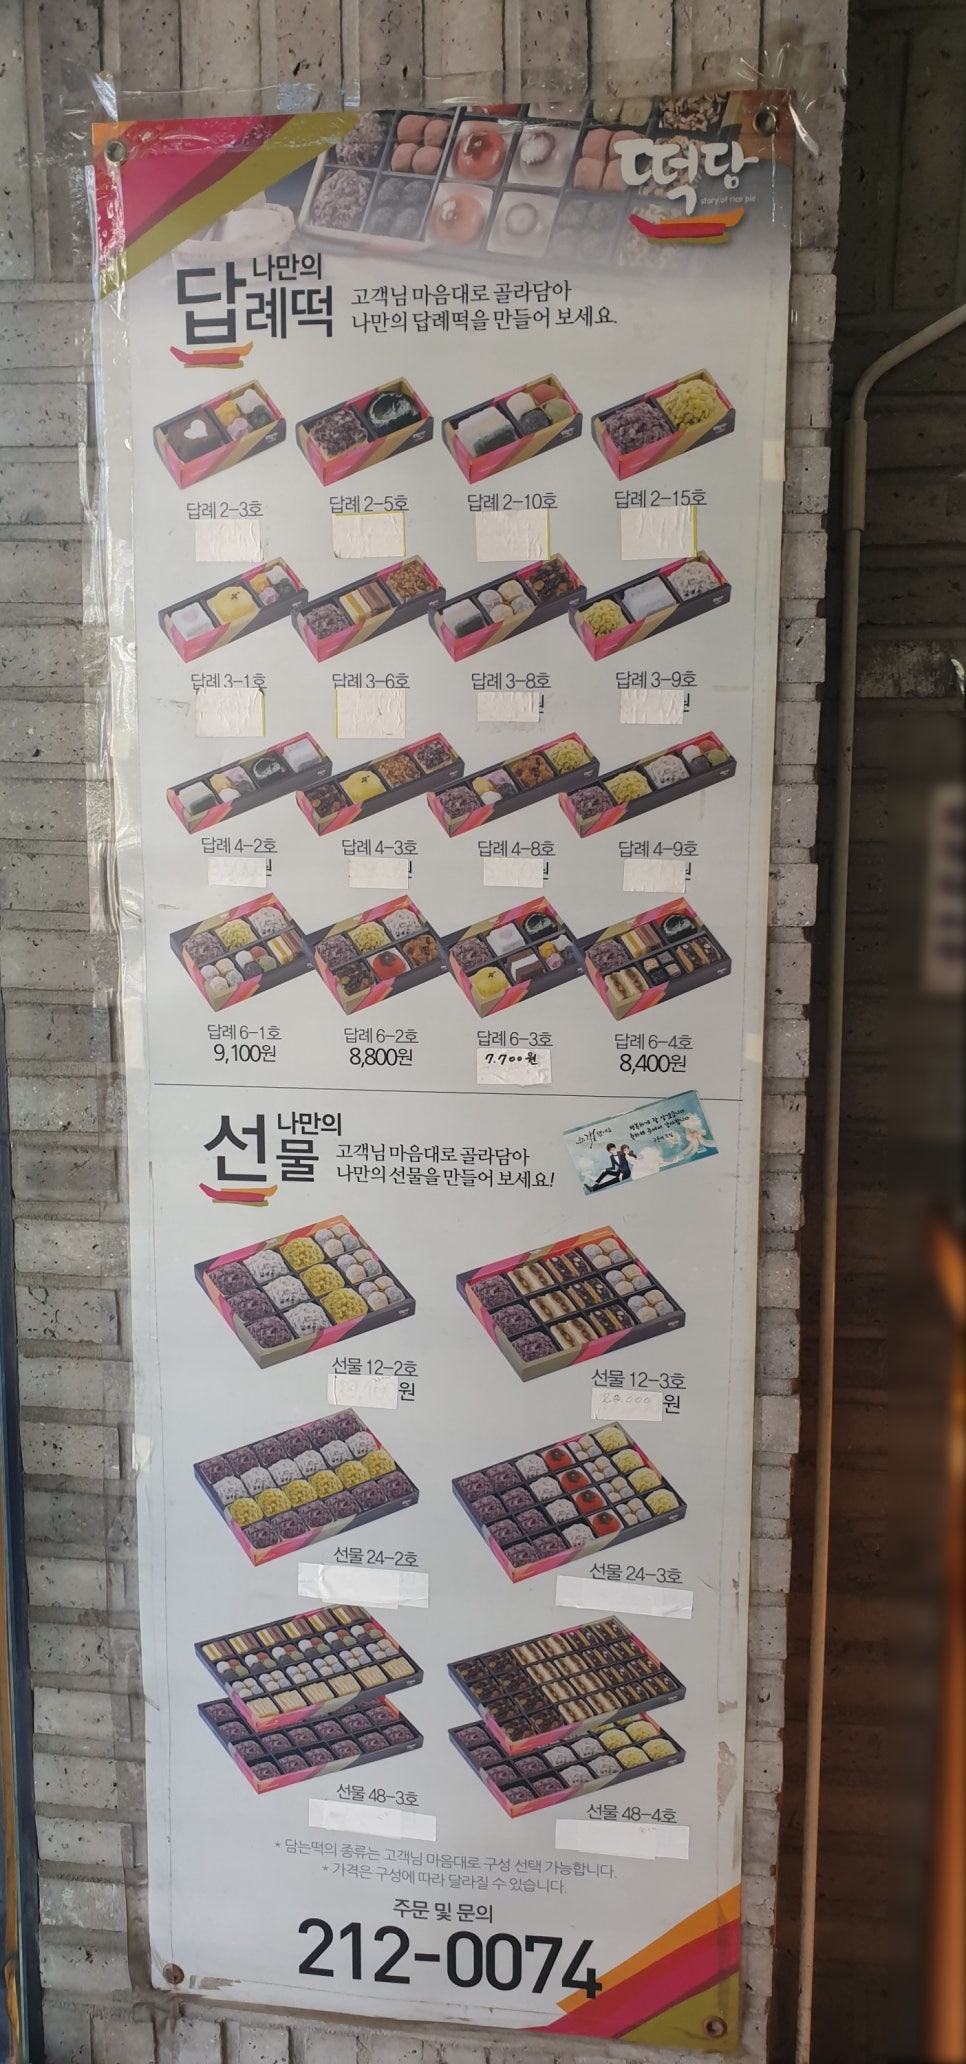 떡담
story of rice pie
나만의
답례떡
고객님 마음대로 골라담아
나만의 답례떡을 만들어 보세요.
답례 2-3호
답례 2-5호
답례 2-10호
답례 2-15호
답례 3-1호
답례 3-6호
답례 3-8호
답례 3-9호
원
원
답례 4-2호
답례 4-3호
답례 4-8호
답례 4-9호
원
원
원
원
답례 6-1호
답례 6-2호
답례 6-3호
답례 6-4호
9,100원
8,800원
7.700원
8,400원
나만의
선물
고객님 마음대로 골라담아
나만의 선물을 만들어 보세요!
선물 12-2호
원
선물 12-3호
원
선물 24-2호
선물 24-3호
선물 48-3호
선물 48-4호
* 담는떡의 종류는 고객님 마음대로 구성 선택 가능합니다.
* 가격은 구성에 따라 달라질 수 있습니다.
주문 및 문의
212-0074